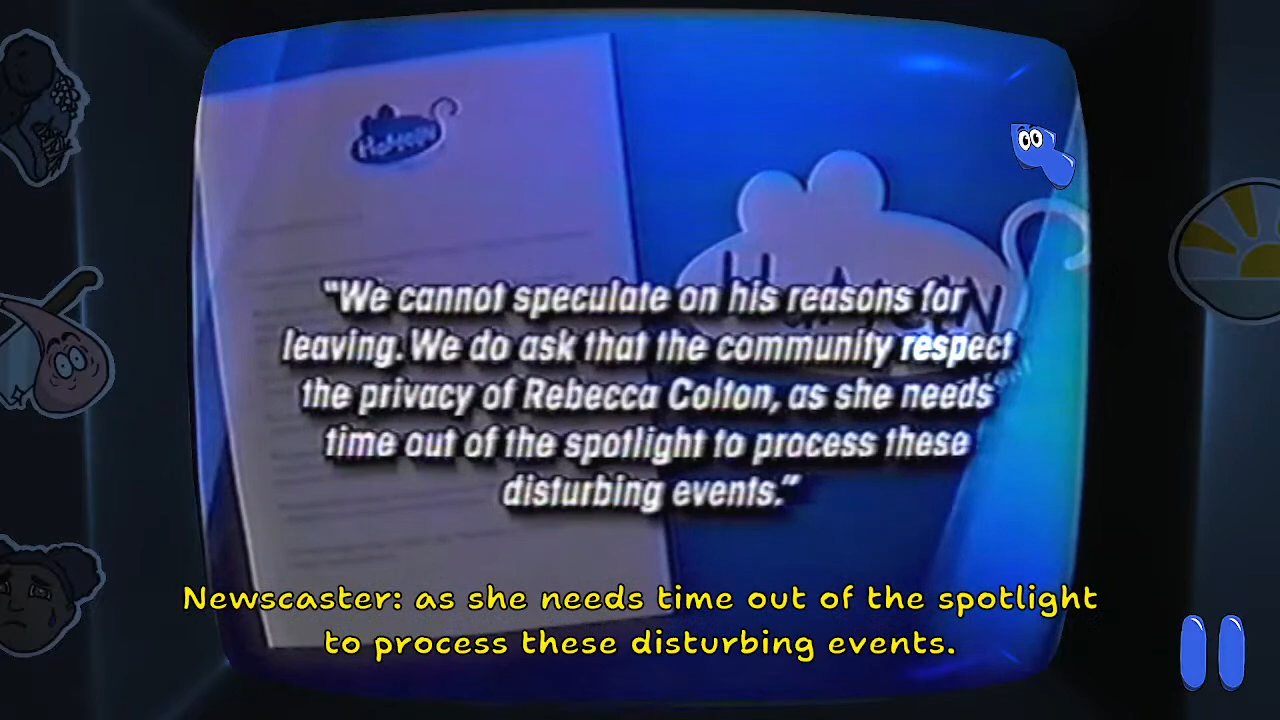 "We cannot speculate on his reasons for
leaving. We do ask that the community respect
the privacy of Rebecca Colton, as she needs
time out of the spotlight to process these
disturbing events."
Newscaster: as she needs time out of the spotlight
to process these disturbing events.